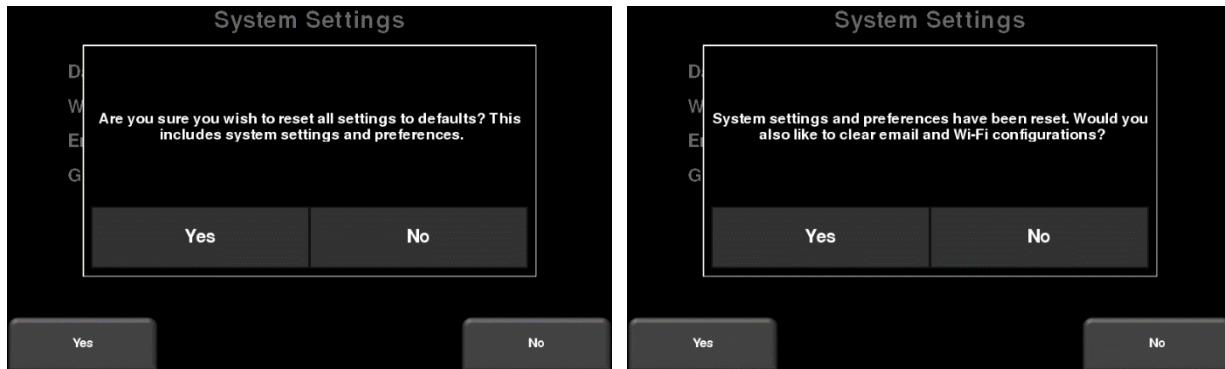 System Settings
D
W
E
G
Are you sure you wish to reset all settings to defaults? This
includes system settings and preferences.
Yes
No
Yes
No
System Settings
D
W
E
G
System settings and preferences have been reset. Would you
also like to clear email and Wi-Fi configurations?
Yes
No
Yes
No